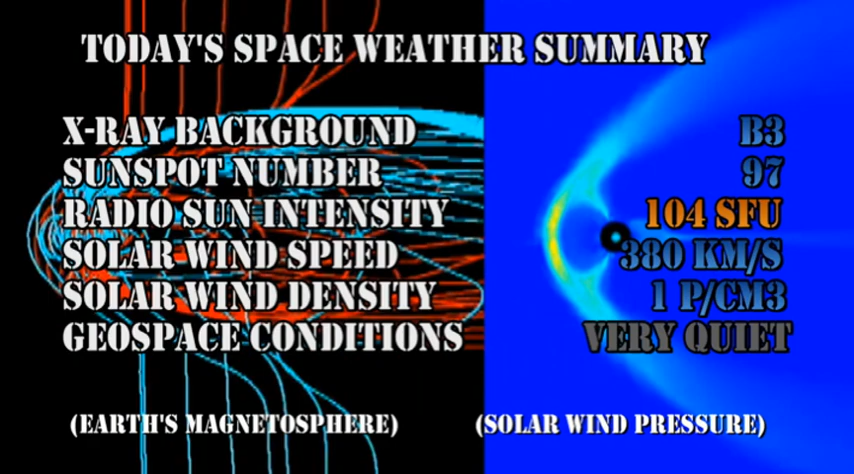 TODAY'S SPACE WEATHER SUMMARY
X-RAY BACKGROUND B3
SUNSPOT NUMBER 97
RADIO SUN INTENSITY 104 SFU
SOLAR WIND SPEED 380 KM/S
SOLAR WIND DENSITY 1 P/CM3
GEOSPACE CONDITIONS VERY QUIET
(EARTH'S MAGNETOSPHERE) (SOLAR WIND PRESSURE)